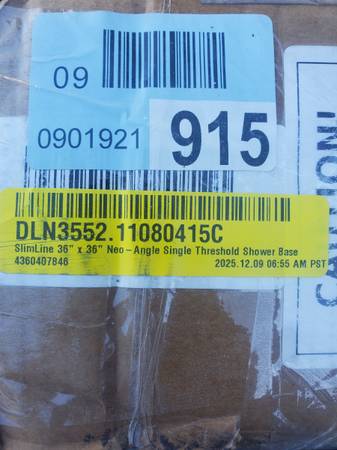 09
0901921
915
DLN3552.11080415C
SlimLine 36" x 36" Neo-Angle Single Threshold Shower Base
4360407846 2025.12.09 06:55 AM PST
CAUTION!